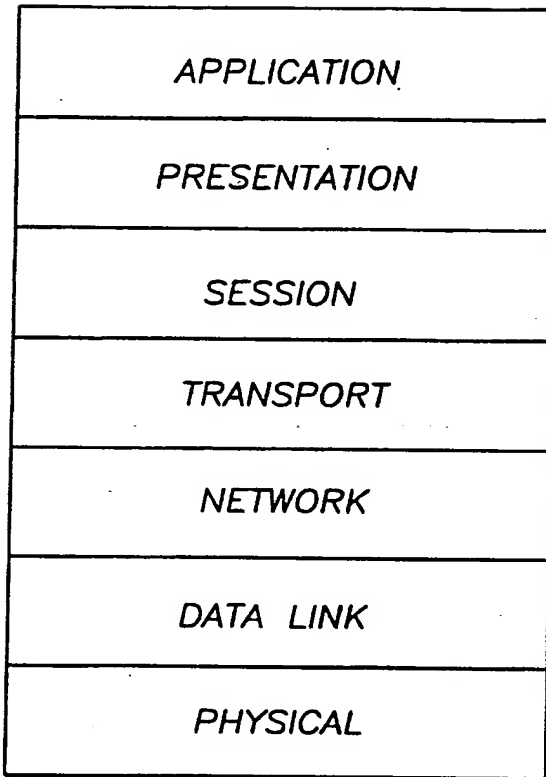 APPLICATION
PRESENTATION
SESSION
TRANSPORT
NETWORK
DATA LINK
PHYSICAL